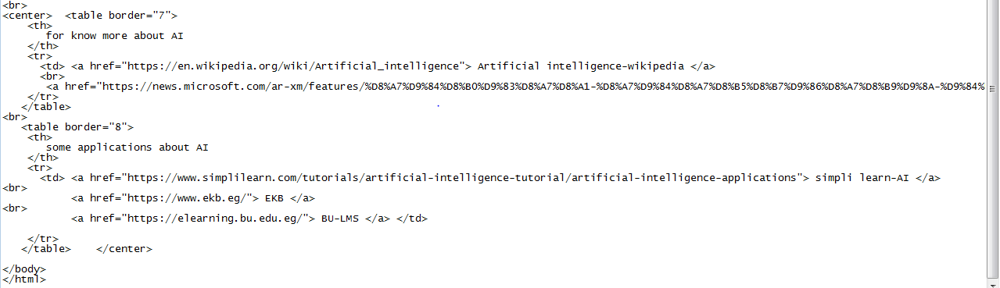 <br>
<center>  <table border="7">
<th>
for know more about AI
</th>
<tr>
<td> <a href="https://en.wikipedia.org/wiki/Artificial_intelligence"> Artificial intelligence-wikipedia </a>
<br>
<a href="https://news.microsoft.com/ar-xm/features/%D8%A7%D9%84%D8%B0%D9%83%D8%A7%D8%A1-%D8%A7%D9%84%D8%A7%D8%B5%D8%B7%D9%86%D8%A7%D8%B9%D9%8A-%D9%84%
</tr>
</table>
<br>
<table border="8">
<th>
some applications about AI
</th>
<tr>
<td> <a href="https://www.simplilearn.com/tutorials/artificial-intelligence-tutorial/artificial-intelligence-applications"> simpli learn-AI </a>
<br>
<a href="https://www.ekb.eg/"> EKB </a>
<br>
<a href="https://elearning.bu.edu.eg/"> BU-LMS </a> </td>
</tr>
</table>    </center>
</body>
</html>